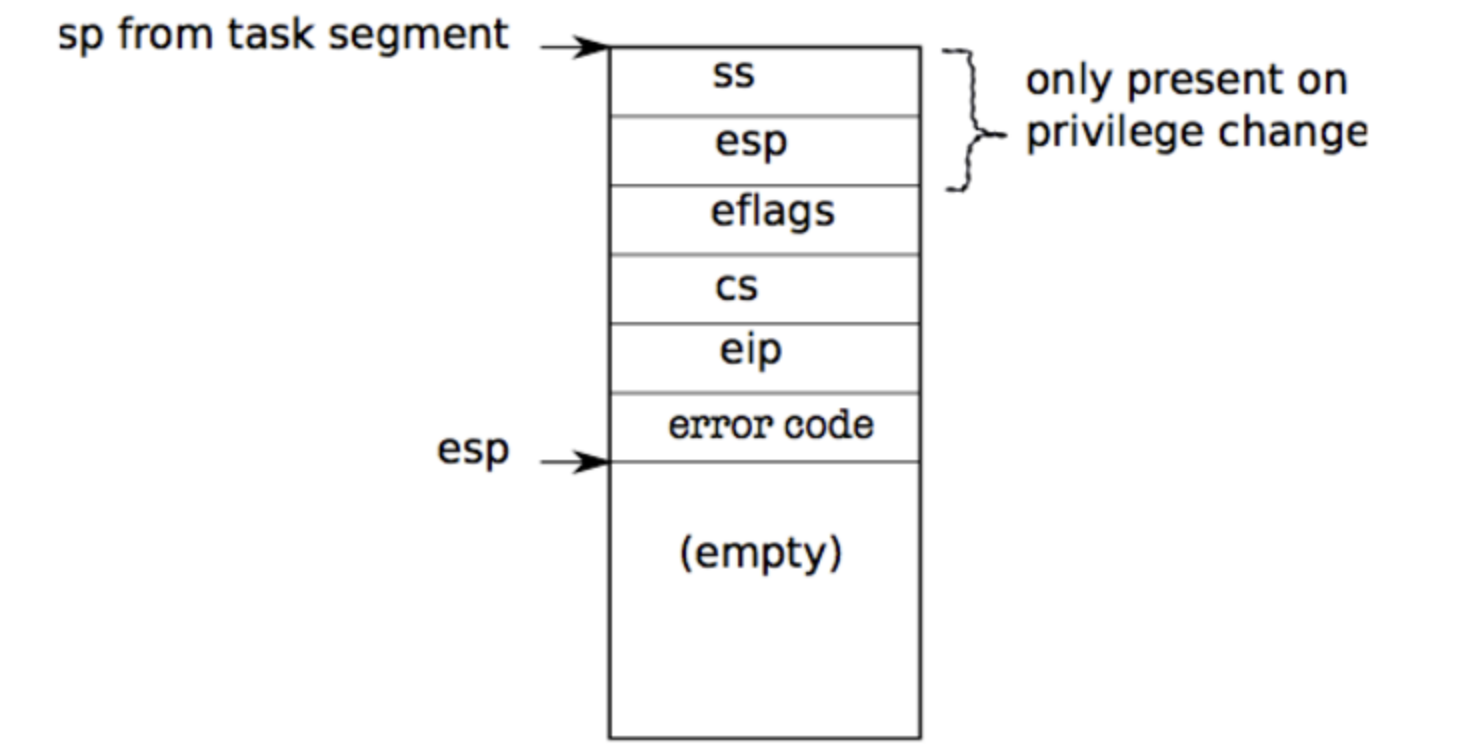 sp from task segment
ss
only present on
privilege change
esp
eflags
cs
eip
error code
esp
(empty)